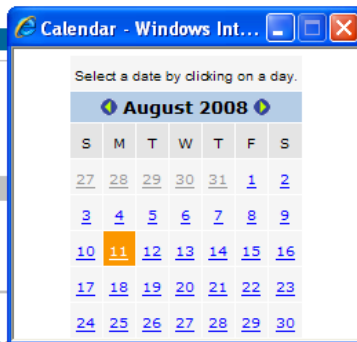 Calendar - Windows Int...
Select a date by clicking on a day.
August 2008
S M T W T F S
27 28 29 30 31 1 2
3 4 5 6 7 8 9
10 11 12 13 14 15 16
17 18 19 20 21 22 23
24 25 26 27 28 29 30